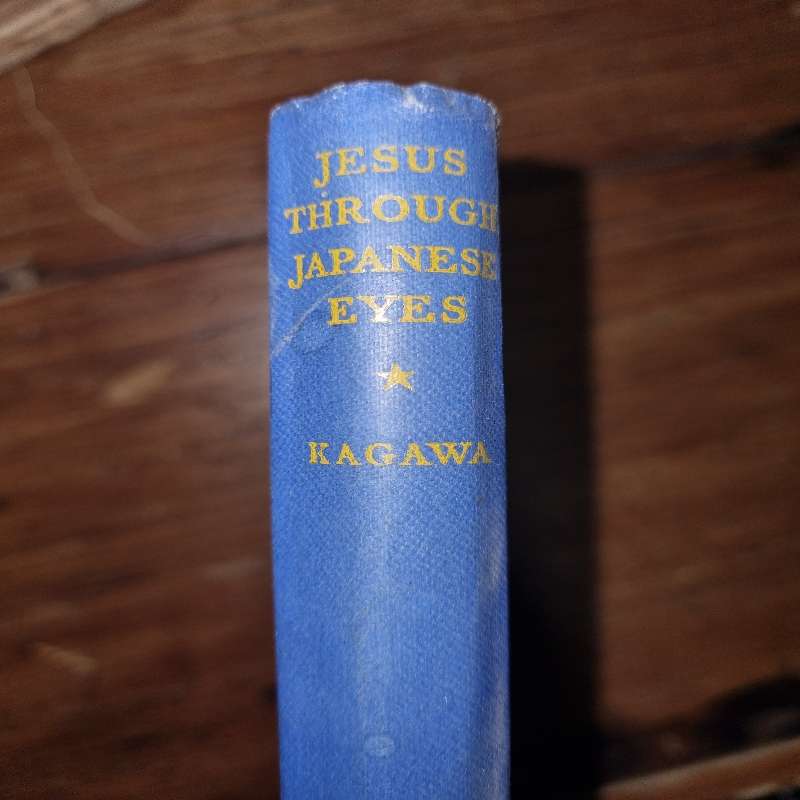 JESUS
THROUGH
JAPANESE
EYES
KAGAWA